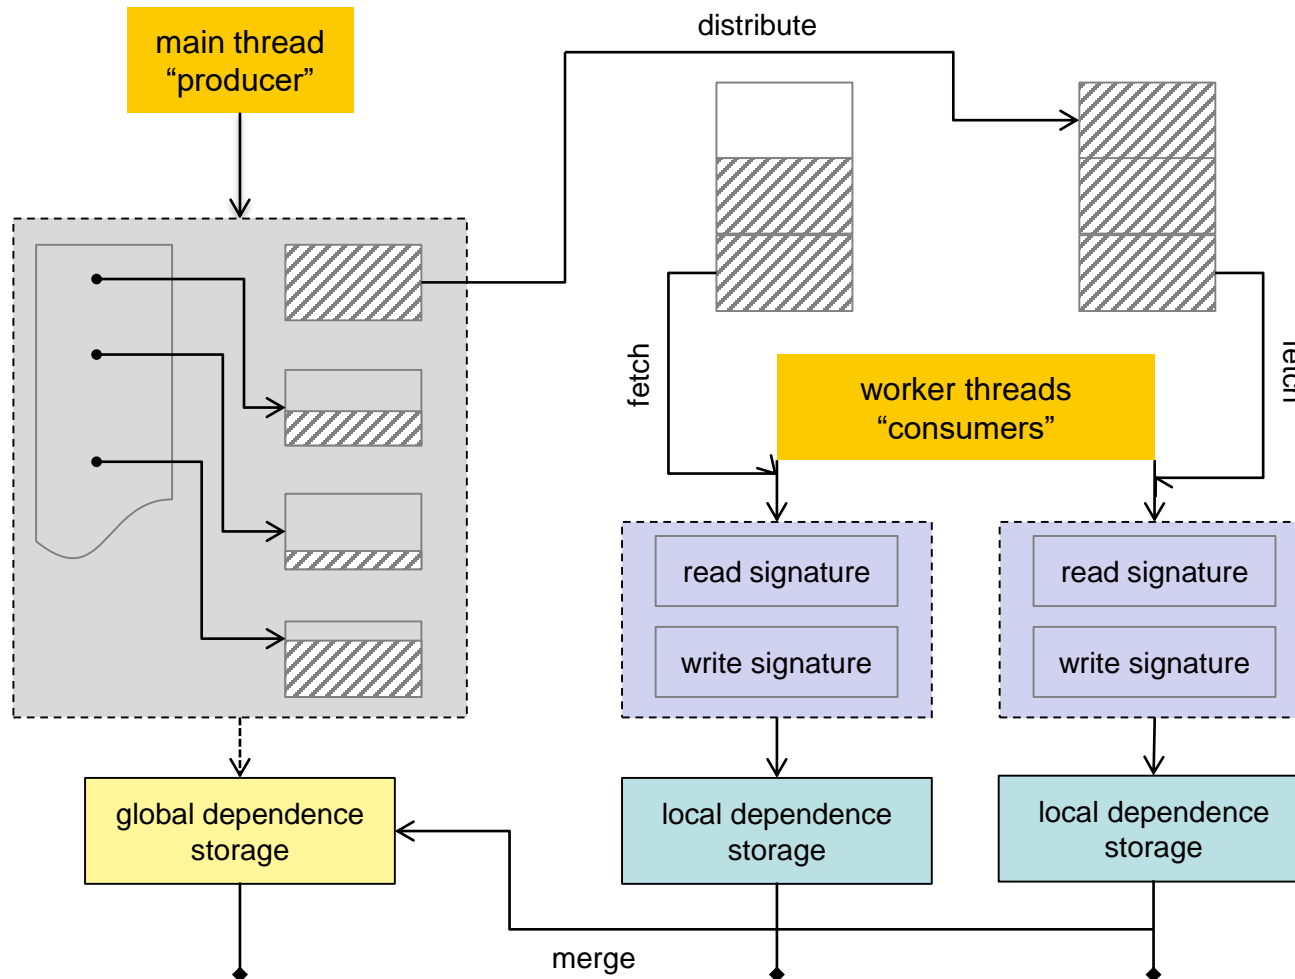 distribute
main thread
“producer”
fetch
fetch
worker threads
“consumers”
read signature
read signature
write signature
write signature
global dependence
storage
local dependence
storage
local dependence
storage
merge